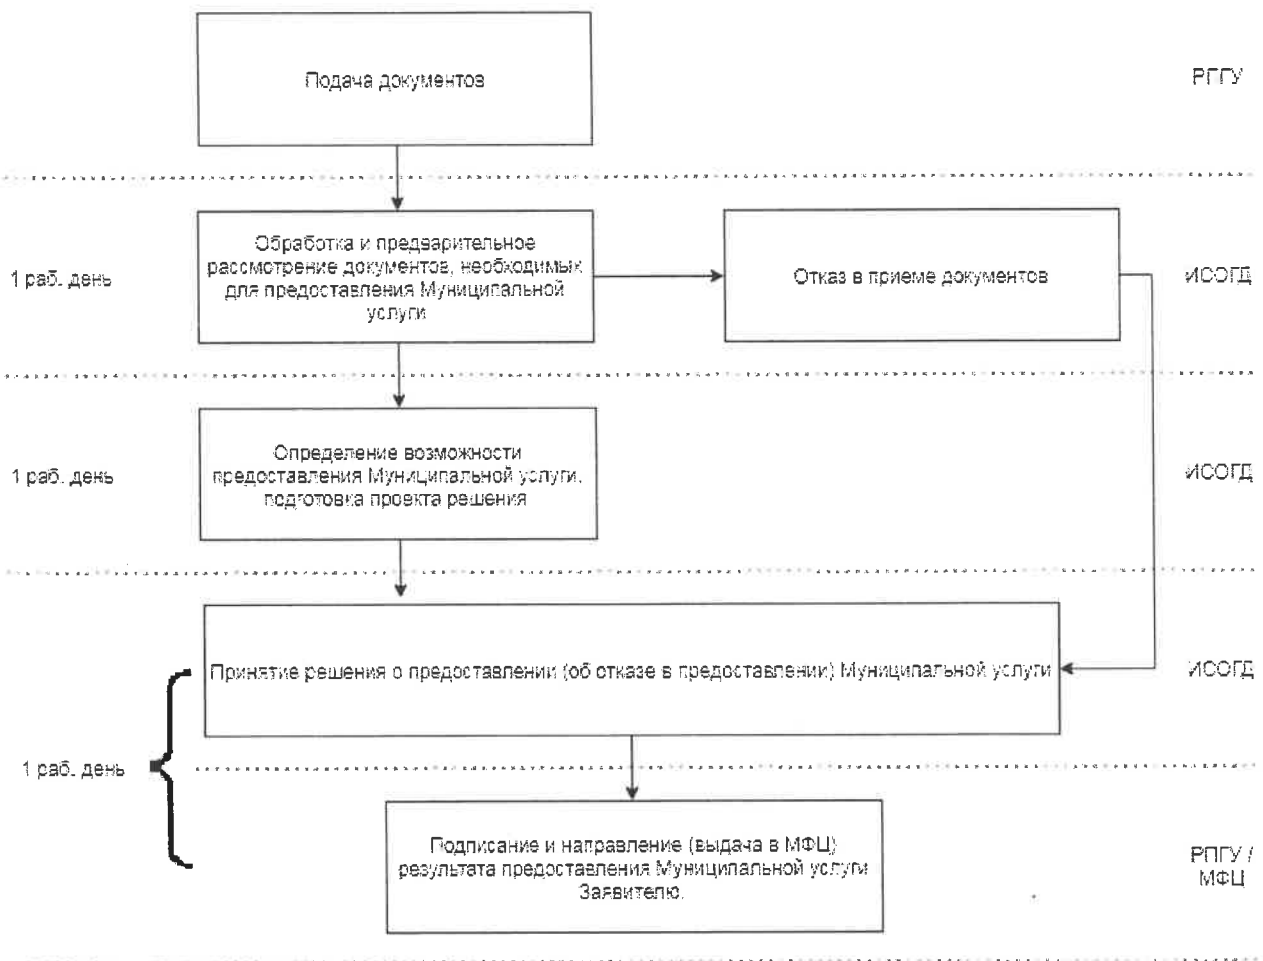 Подача документов
РПГУ
1 раб. день
Обработка и предварительное
рассмотрение документов, необходимых
для предоставления Муниципальной
услуги
Отказ в приеме документов
ИСОГД
1 раб. день
Определение возможности
предоставления Муниципальной услуги,
подготовка проекта решения
ИСОГД
Принятие решения о предоставлении (об отказе в предоставлении) Муниципальной услуги
ИСОГД
1 раб. день
Подписание и направление (выдача в МФЦ)
результата предоставления Муниципальной услуги
Заявителю.
РПГУ /
МФЦ